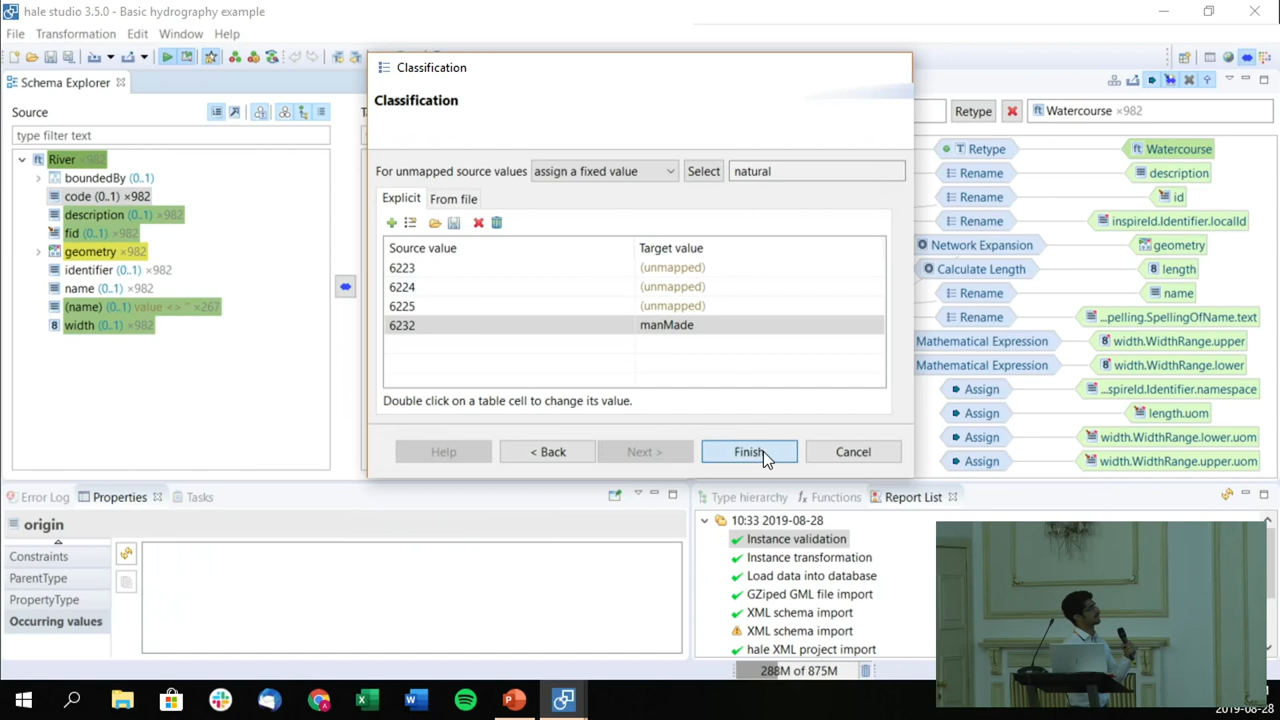 hale studio 3.5.0 - Basic hydrography example
File Transformation Edit Window Help
Schema Explorer
Source
type filter text
River ×982
boundedBy (0..1)
code (0..1) ×982
description (0..1) ×982
fid (0..1) ×982
geometry ×982
identifier (0..1) ×982
name (0..1) ×982
(name) (0..1) value <> '' ×267
width (0..1) ×982
Classification
Classification
For unmapped source values assign a fixed value Select natural
Explicit From file
Source value Target value
6223 (unmapped)
6224 (unmapped)
6225 (unmapped)
6232 manMade
Double click on a table cell to change its value.
Help < Back Next > Finish Cancel
Retype Watercourse ×982
Retype Watercourse
Rename description
Rename id
Rename inspireId.Identifier.localId
Network Expansion geometry
Calculate Length length
Rename name
Rename ...pelling.SpellingOfName.text
Mathematical Expression width.WidthRange.upper
Mathematical Expression width.WidthRange.lower
Assign ...spireId.Identifier.namespace
Assign length.uom
Assign width.WidthRange.lower.uom
Assign width.WidthRange.upper.uom
Error Log Properties Tasks
origin
Constraints
ParentType
PropertyType
Occurring values
Type hierarchy Functions Report List
10:33 2019-08-28
Instance validation
Instance transformation
Load data into database
GZiped GML file import
XML schema import
XML schema import
hale XML project import
288M of 875M
2019-08-28